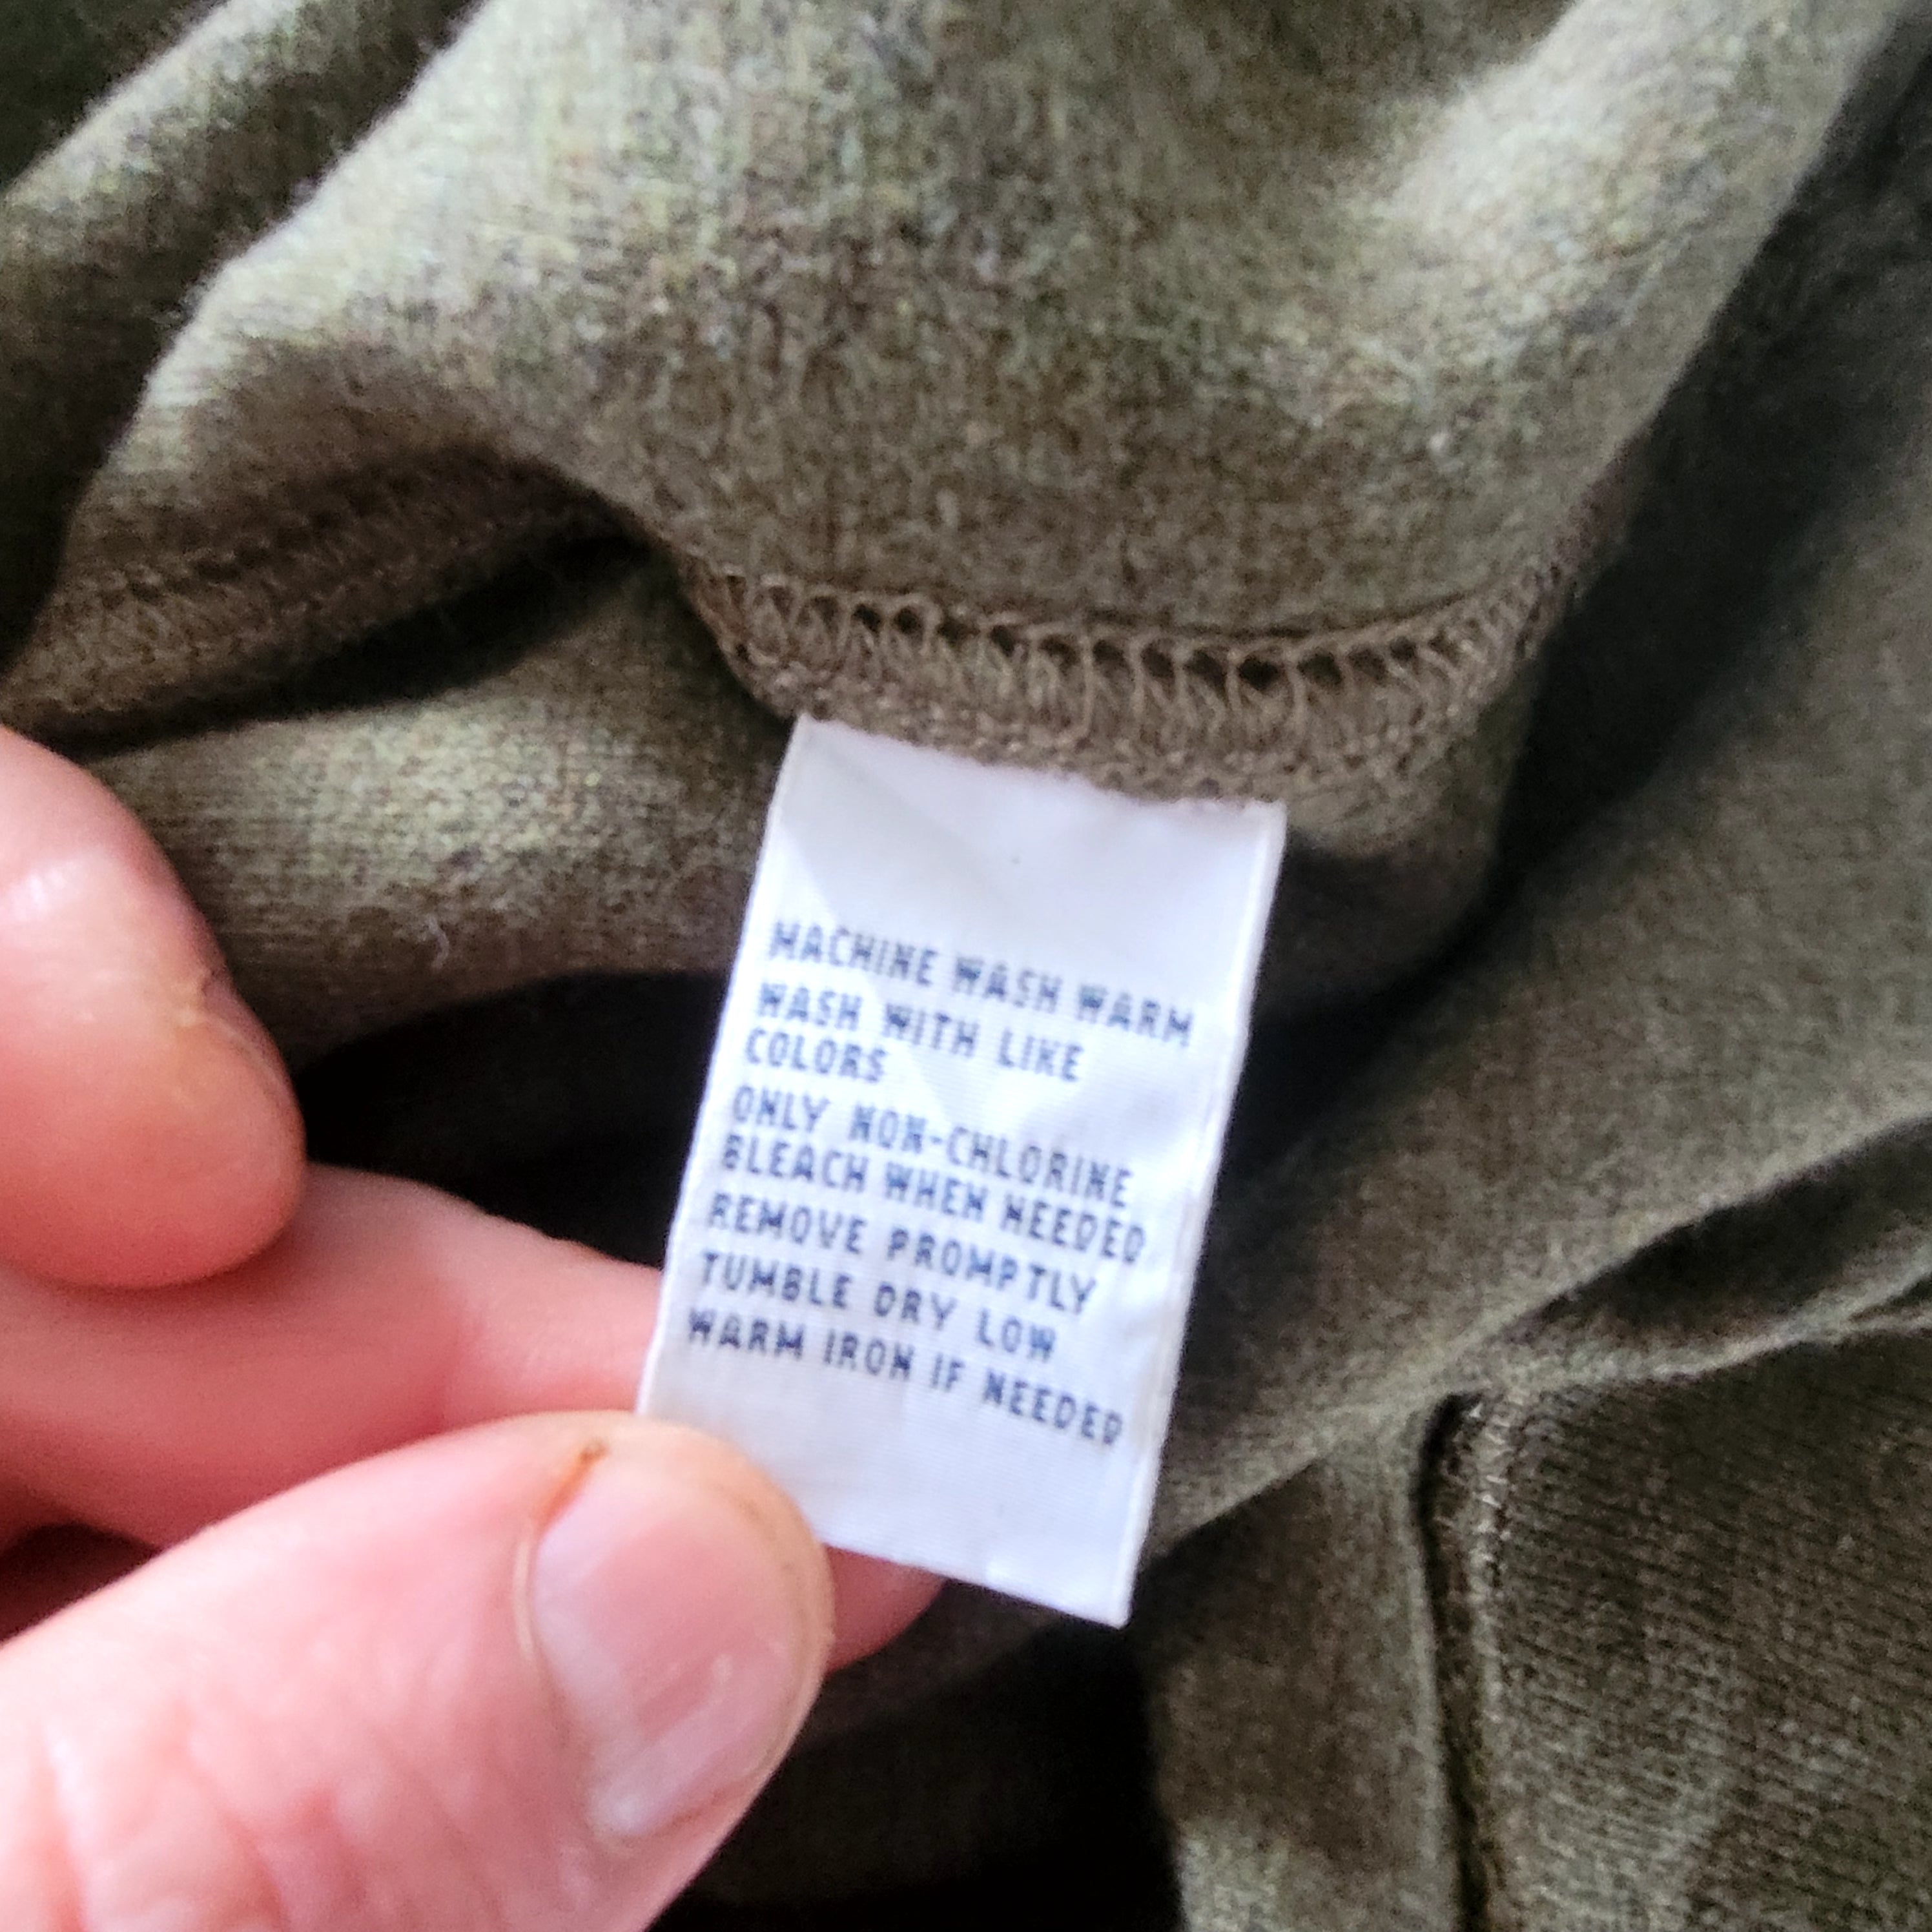 MACHINE WASH WARM
WASH WITH LIKE
COLORS
ONLY NON-CHLORINE
BLEACH WHEN NEEDED
REMOVE PROMPTLY
TUMBLE DRY LOW
WARM IRON IF NEEDED